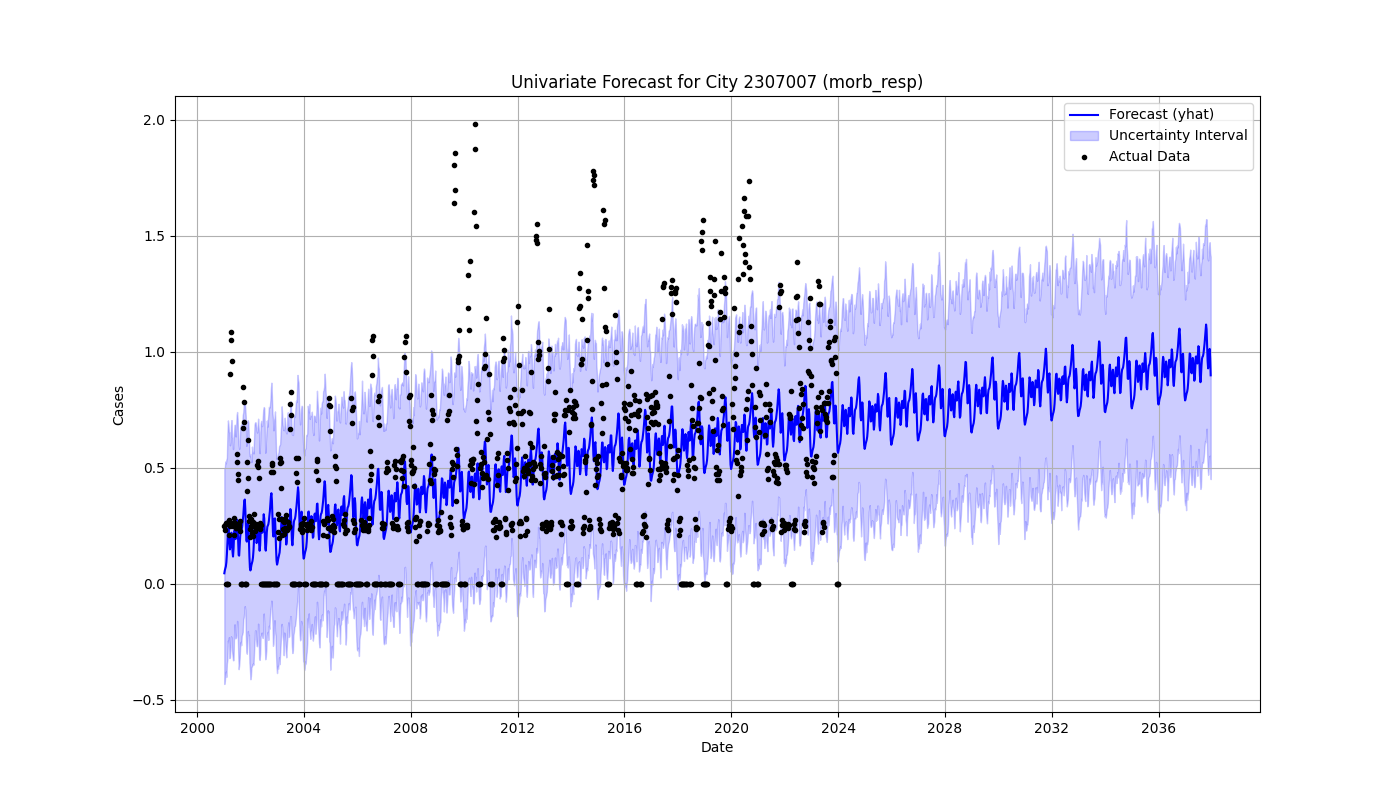 Univariate Forecast for City 2307007 (morb_resp)
Forecast (yhat)
Uncertainty Interval
Actual Data
Cases
2.0
1.5
1.0
0.5
0.0
−0.5
2000
2004
2008
2012
2016
2020
2024
2028
2032
2036
Date